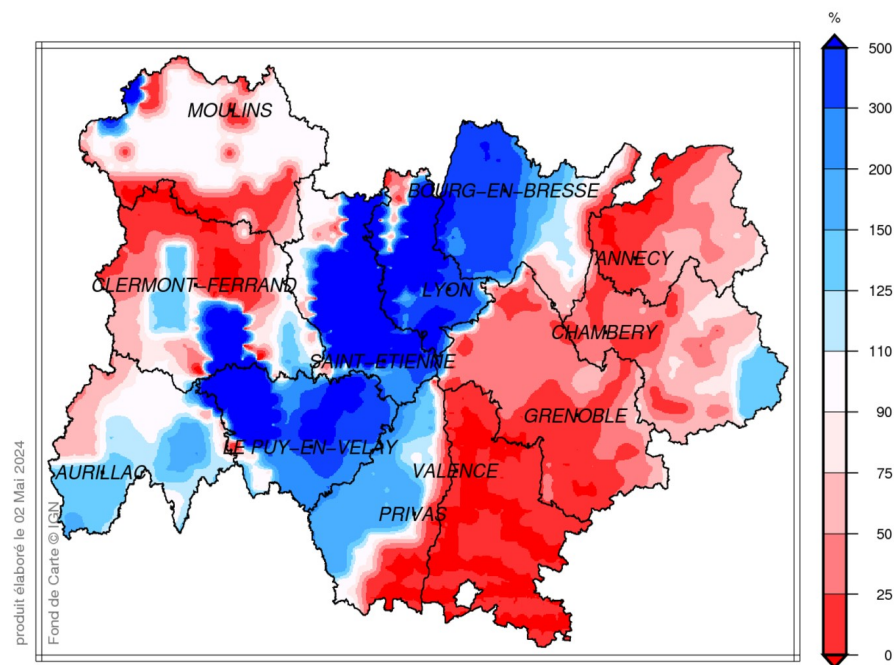 %
500
300
200
150
125
110
90
75
50
25
0
MOULINS
BOURG-EN-BRESSE
ANNECY
CLERMONT-FERRAND
LYON
CHAMBERY
SAINT-ETIENNE
GRENOBLE
LE PUY-EN-VELAY
AURILLAC
VALENCE
PRIVAS
produit élaboré le 02 Mai 2024
Fond de Carte © IGN